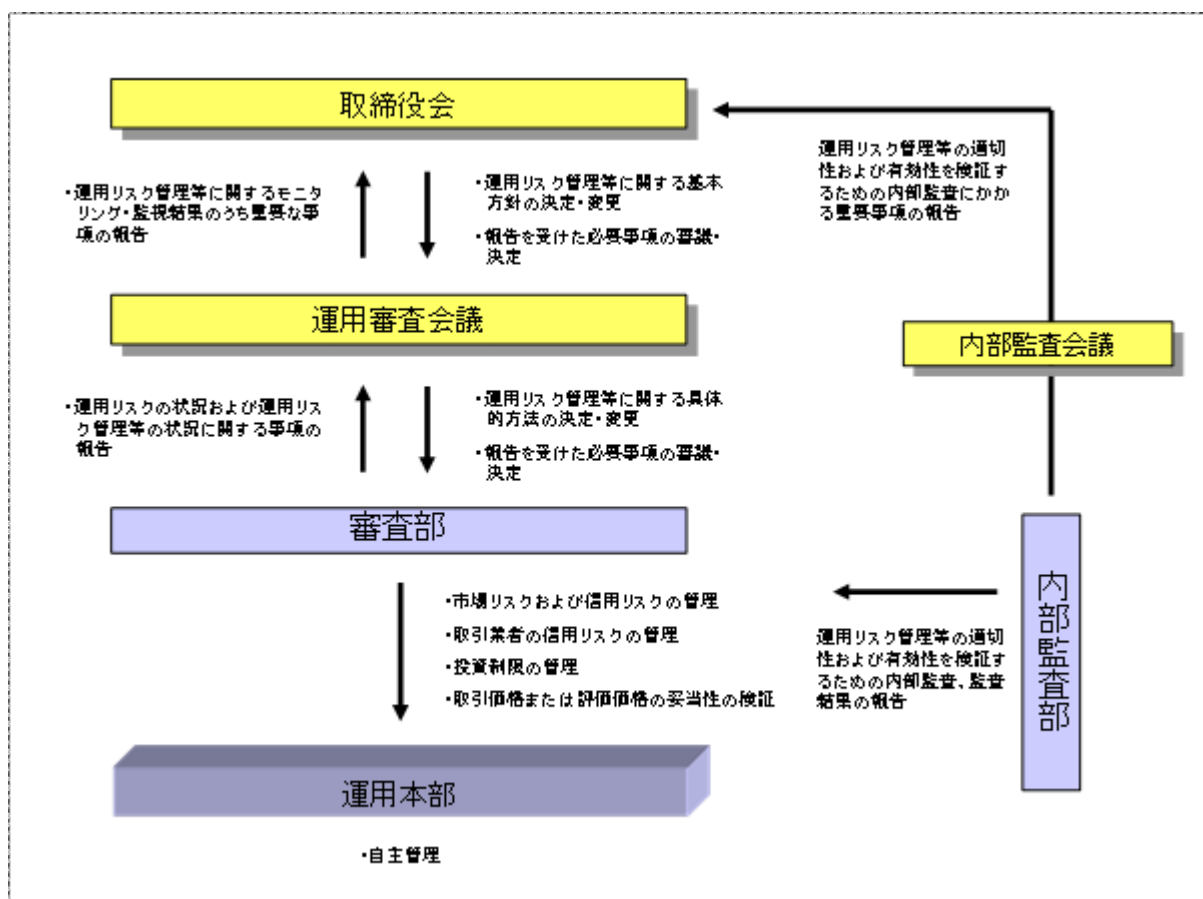 取締役会
・運用リスク管理等に関するモニ
タリング・監視結果のうち重要な事
項の報告
・運用リスク管理等に関する基本
方針の決定・変更
・報告を受けた必要事項の審議・
決定
運用リスク管理等の適切
性および有効性を検証す
るための内部監査にかか
る重要事項の報告
運用審査会議
内部監査会議
・運用リスクの状況および運用リス
ク管理等の状況に関する事項の
報告
・運用リスク管理等に関する具体
的方法の決定・変更
・報告を受けた必要事項の審議・
決定
審査部
内部監査部
・市場リスクおよび信用リスクの管理
・取引業者の信用リスクの管理
・投資制限の管理
・取引価格または評価価格の妥当性の検証
運用リスク管理等の適切
性および有効性を検証す
るための内部監査、監査
結果の報告
運用本部
・自主管理